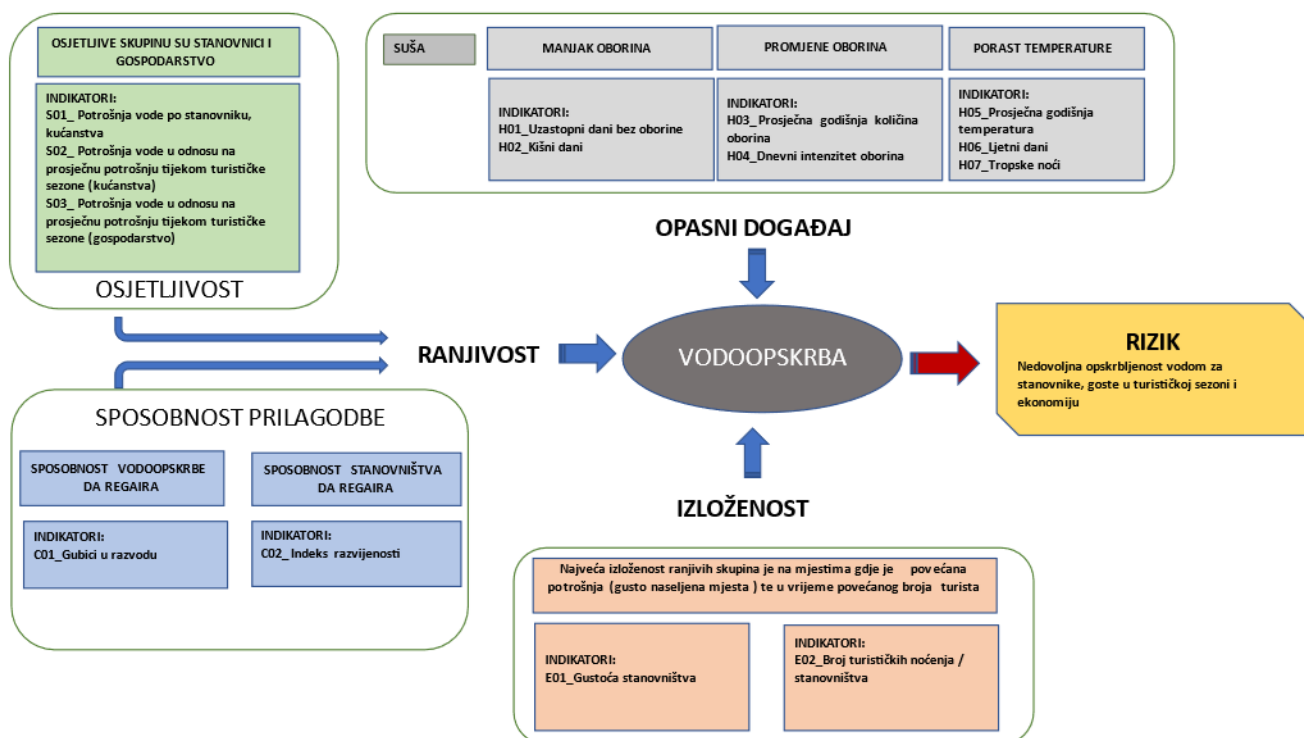 OSJETLJIVE SKUPINU SU STANOVNICI I
GOSPODARSTVO
INDIKATORI:
S01_ Potrošnja vode po stanovniku,
kućanstva
S02_ Potrošnja vode u odnosu na
prosječnu potrošnju tijekom turističke
sezone (kućanstva)
S03_ Potrošnja vode u odnosu na
prosječnu potrošnju tijekom turističke
sezone (gospodarstvo)
OSJETLJIVOST
SUŠA
MANJAK OBORINA
INDIKATORI:
H01_Uzastopni dani bez oborine
H02_Kišni dani
PROMJENE OBORINA
INDIKATORI:
H03_Prosječna godišnja količina
oborina
H04_Dnevni intenzitet oborina
PORAST TEMPERATURE
INDIKATORI:
H05_Prosječna godišnja
temperatura
H06_Ljetni dani
H07_Tropske noći
OPASNI DOGAĐAJ
RANJIVOST
VODOOPSKRBA
RIZIK
Nedovoljna opskrbljenost vodom za
stanovnike, goste u turističkoj sezoni i
ekonomiju
SPOSOBNOST PRILAGODBE
SPOSOBNOST VODOOPSKRBE
DA REGAIRA
INDIKATORI:
C01_Gubici u razvodu
SPOSOBNOST STANOVNIŠTVA
DA REGAIRA
INDIKATORI:
C02_Indeks razvijenosti
IZLOŽENOST
Najveća izloženost ranjivih skupina je na mjestima gdje je povećana
potrošnja (gusto naseljena mjesta ) te u vrijeme povećanog broja turista
INDIKATORI:
E01_Gustoća stanovništva
INDIKATORI:
E02_Broj turističkih noćenja /
stanovništva